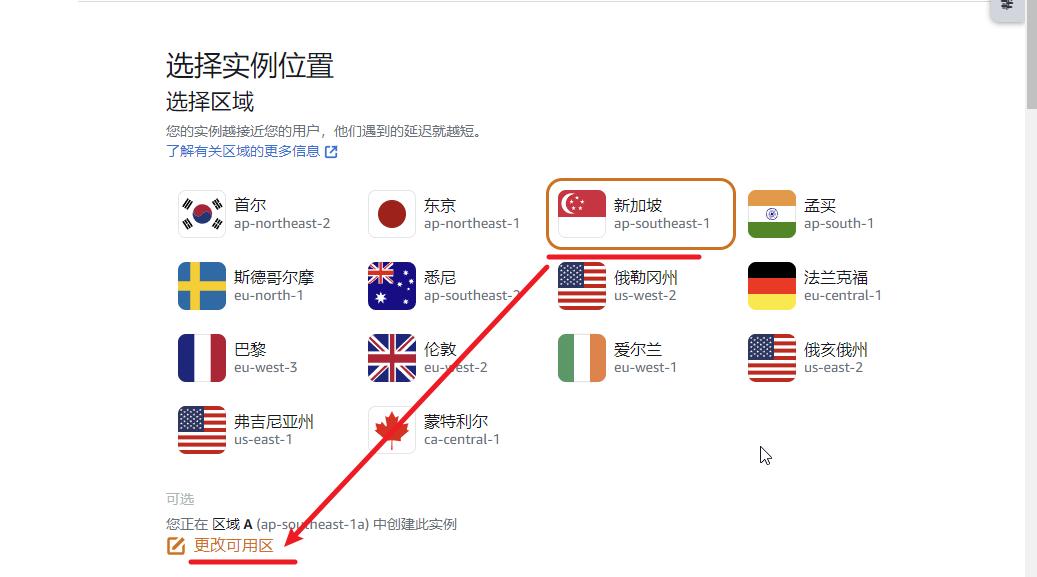 选择实例位置
选择区域
您的实例越接近您的用户，他们遇到的延迟就越短。
了解有关区域的更多信息
首尔
ap-northeast-2
东京
ap-northeast-1
新加坡
ap-southeast-1
孟买
ap-south-1
斯德哥尔摩
eu-north-1
悉尼
ap-southeast-2
俄勒冈州
us-west-2
法兰克福
eu-central-1
巴黎
eu-west-3
伦敦
eu-west-2
爱尔兰
eu-west-1
俄亥俄州
us-east-2
弗吉尼亚州
us-east-1
蒙特利尔
ca-central-1
可选
您正在 区域 A (ap-southeast-1a) 中创建此实例
更改可用区